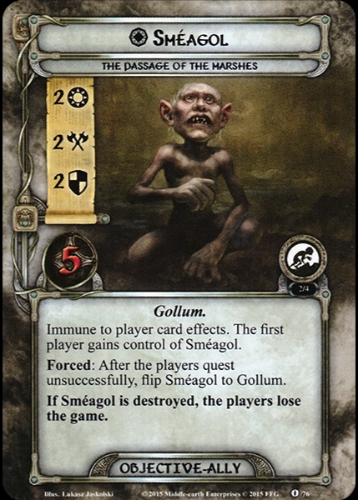 Sméagol
THE PASSAGE OF THE MARSHES
2
2
2
5
2/4
Gollum.
Immune to player card effects. The first
player gains control of Sméagol.
Forced: After the players quest
unsuccessfully, flip Sméagol to Gollum.
If Sméagol is destroyed, the players lose
the game.
OBJECTIVE-ALLY
Illus. Lukasz Jaskolski ©2015 Middle-earth Enterprises ©2015 FFG 76